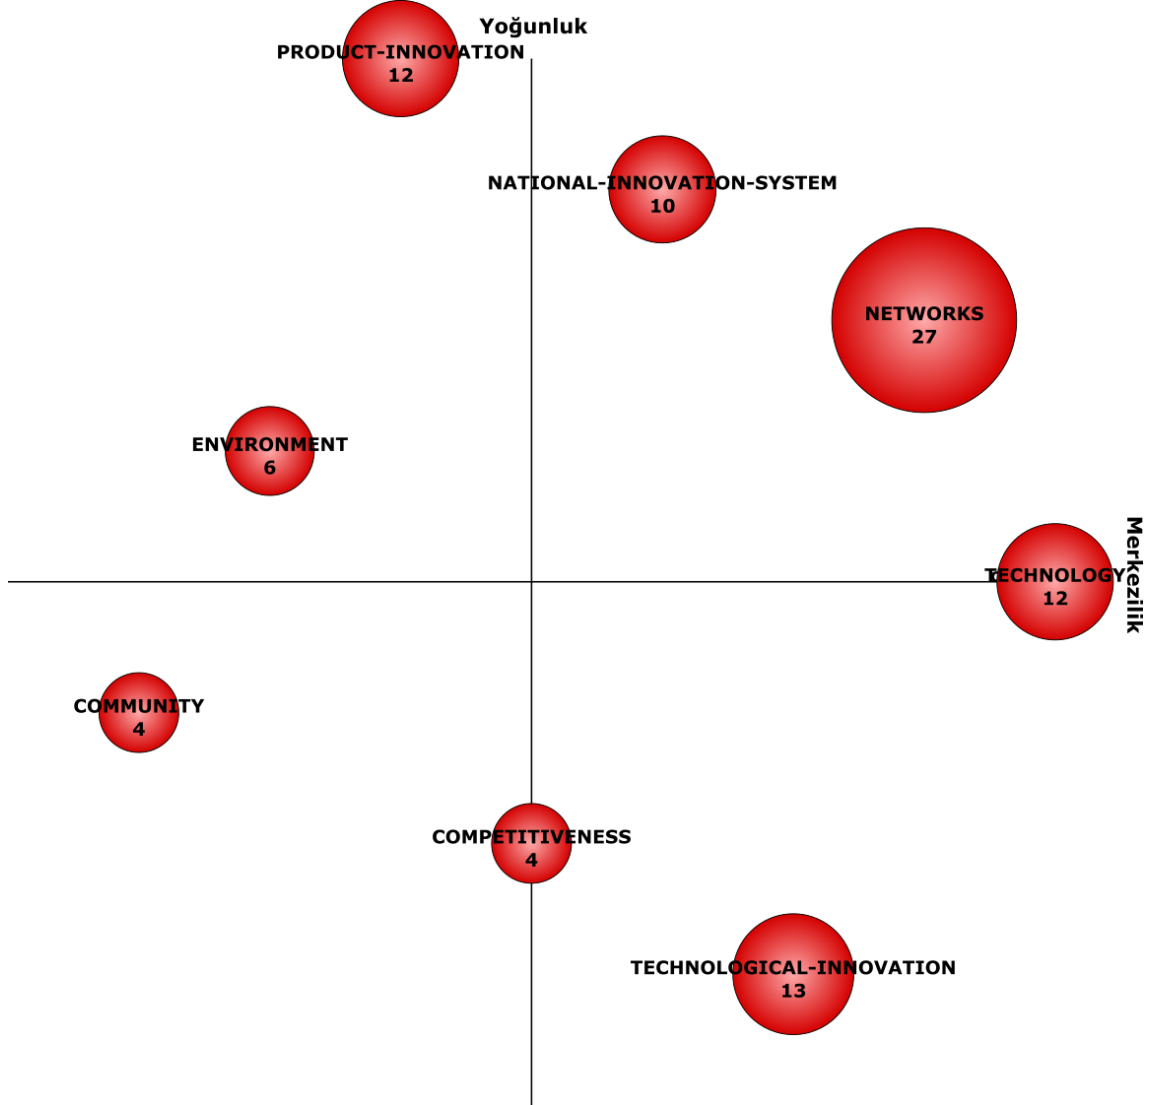 Yoğunluk
PRODUCT-INNOVATION
12
NATIONAL-INNOVATION-SYSTEM
10
NETWORKS
27
ENVIRONMENT
6
Merkezilik
TECHNOLOGY
12
COMMUNITY
4
COMPETITIVENESS
4
TECHNOLOGICAL-INNOVATION
13